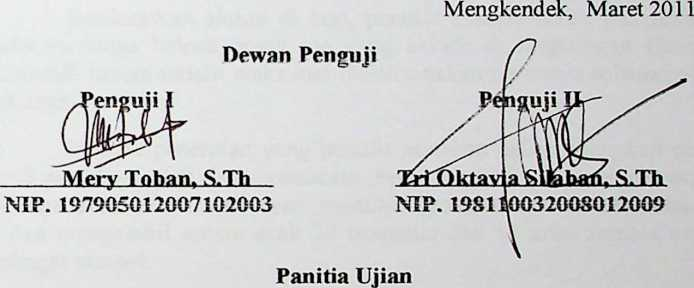 Mengkendek, Maret 2011
Dewan Penguji
Penguji I
Penguji II
Mery Toban, S.Th
Tri Oktavia Silaban, S.Th
NIP. 197905012007102003
NIP. 198110032008012009
Panitia Ujian